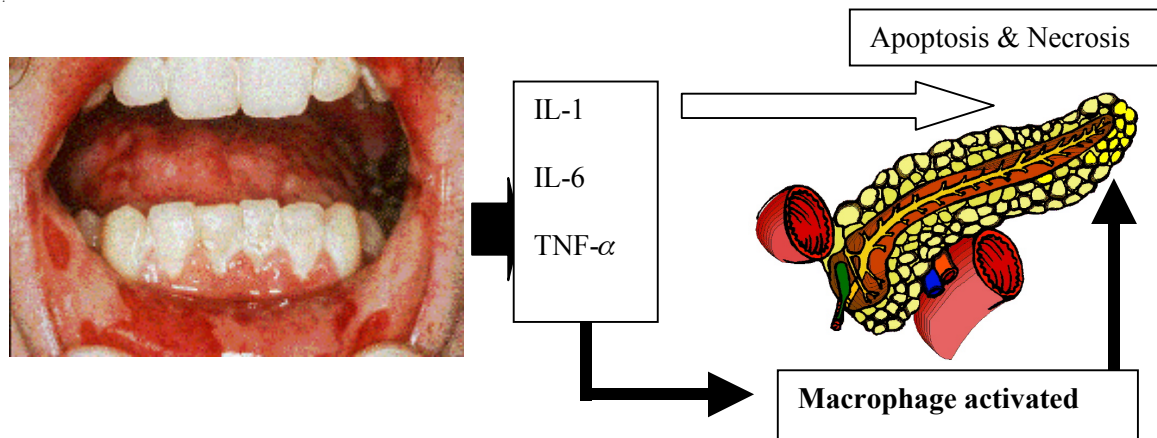 Apoptosis & Necrosis
IL-1
IL-6
TNF-α
Macrophage activated